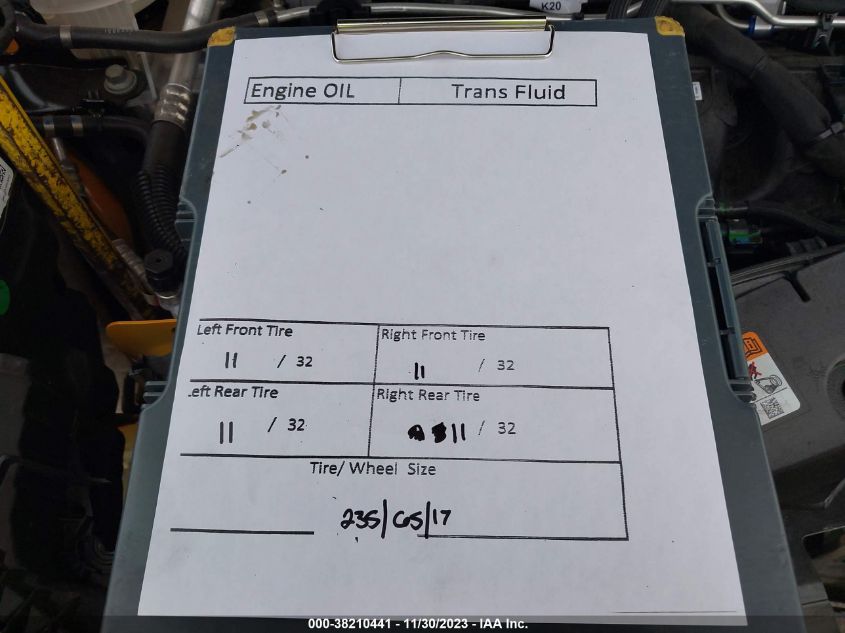 K20
Engine OIL Trans Fluid
Left Front Tire Right Front Tire
11 / 32 11 / 32
eft Rear Tire Right Rear Tire
11 / 32 11 / 32
Tire/ Wheel Size
235/65/17
000-38210441 - 11/30/2023 - IAA Inc.